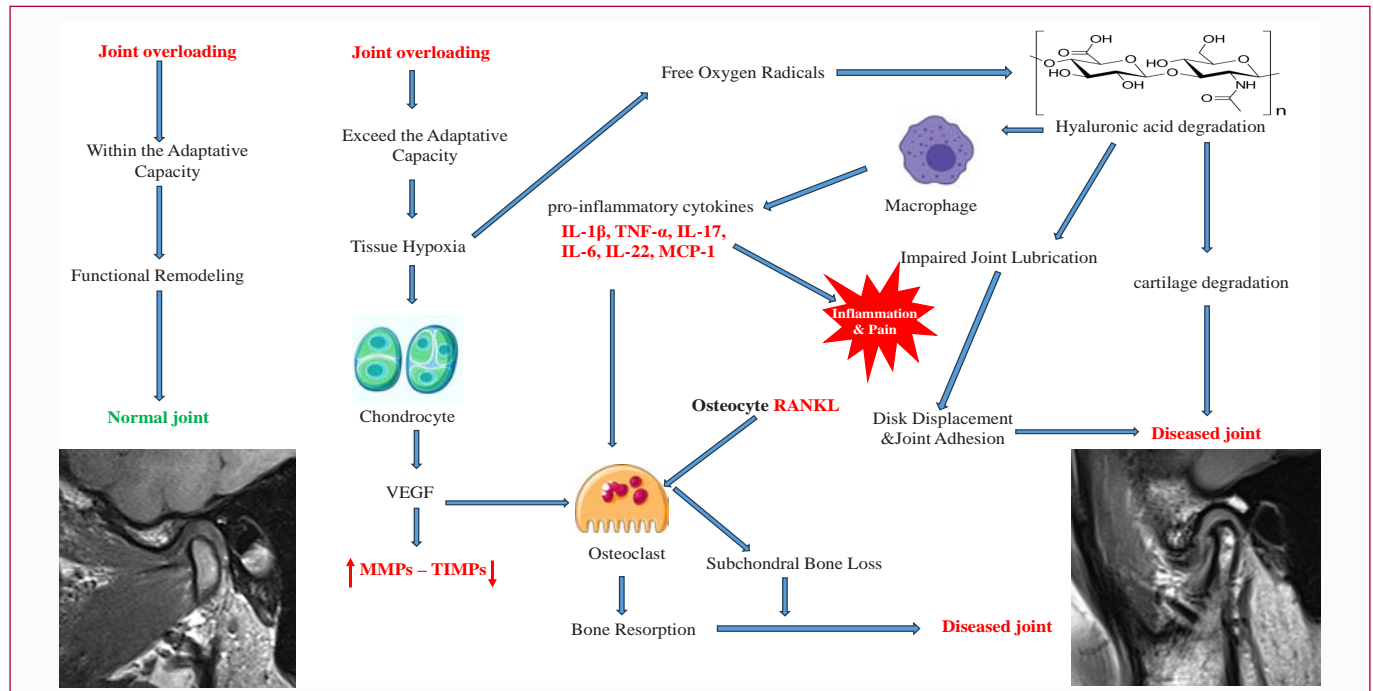 Joint overloading
Within the Adaptative
Capacity
Functional Remodeling
Normal joint
Joint overloading
Exceed the Adaptative
Capacity
Tissue Hypoxia
Chondrocyte
VEGF
↑ MMPs – TIMPs ↓
Free Oxygen Radicals
OH
O
O
HO
OH
O
OH
HO
O
O
NH
O
n
Hyaluronic acid degradation
Macrophage
pro-inflammatory cytokines
IL-1β, TNF-α, IL-17,
IL-6, IL-22, MCP-1
Inflammation
& Pain
Impaired Joint Lubrication
cartilage degradation
Osteocyte RANKL
Disk Displacement
&Joint Adhesion
Diseased joint
Osteoclast
Subchondral Bone Loss
Bone Resorption
Diseased joint